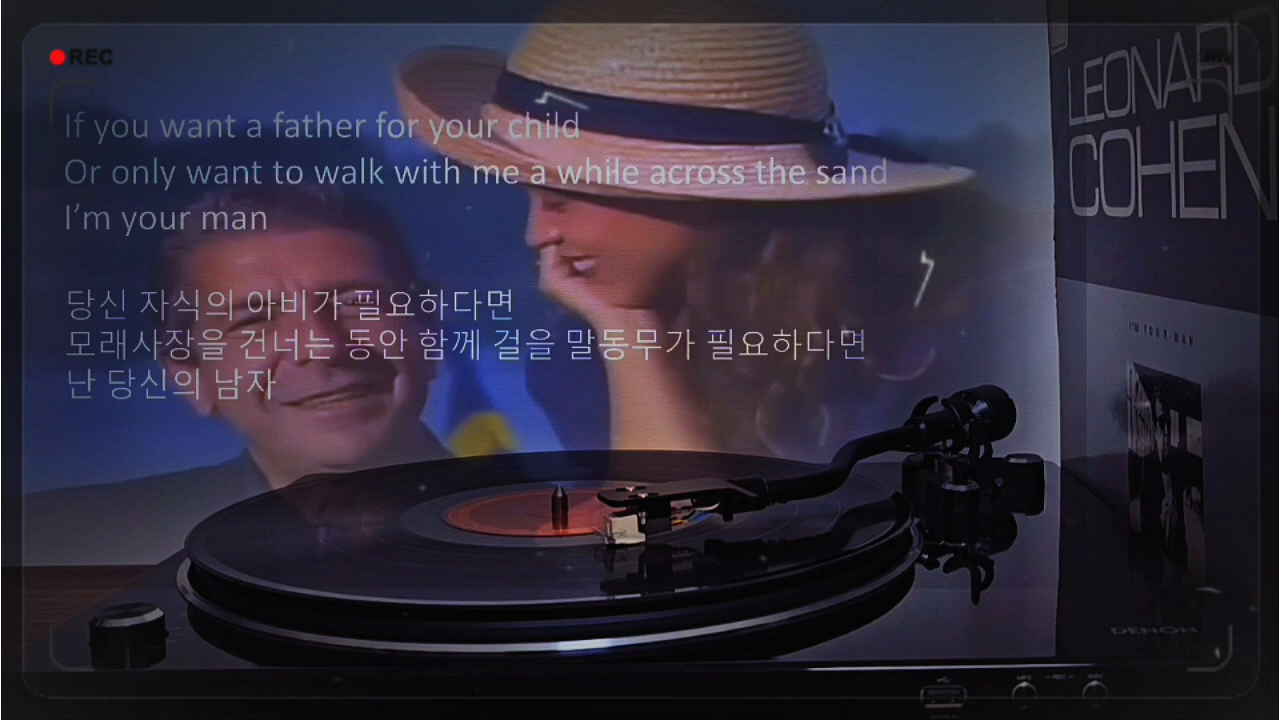 REC
If you want a father for your child
Or only want to walk with me a while across the sand
I’m your man
당신 자식의 아비가 필요하다면
모래사장을 건너는 동안 함께 걸을 말동무가 필요하다면
난 당신의 남자
LEONARD
COHEN
I'M YOUR MAN
DENON
MP3
REC
WAV